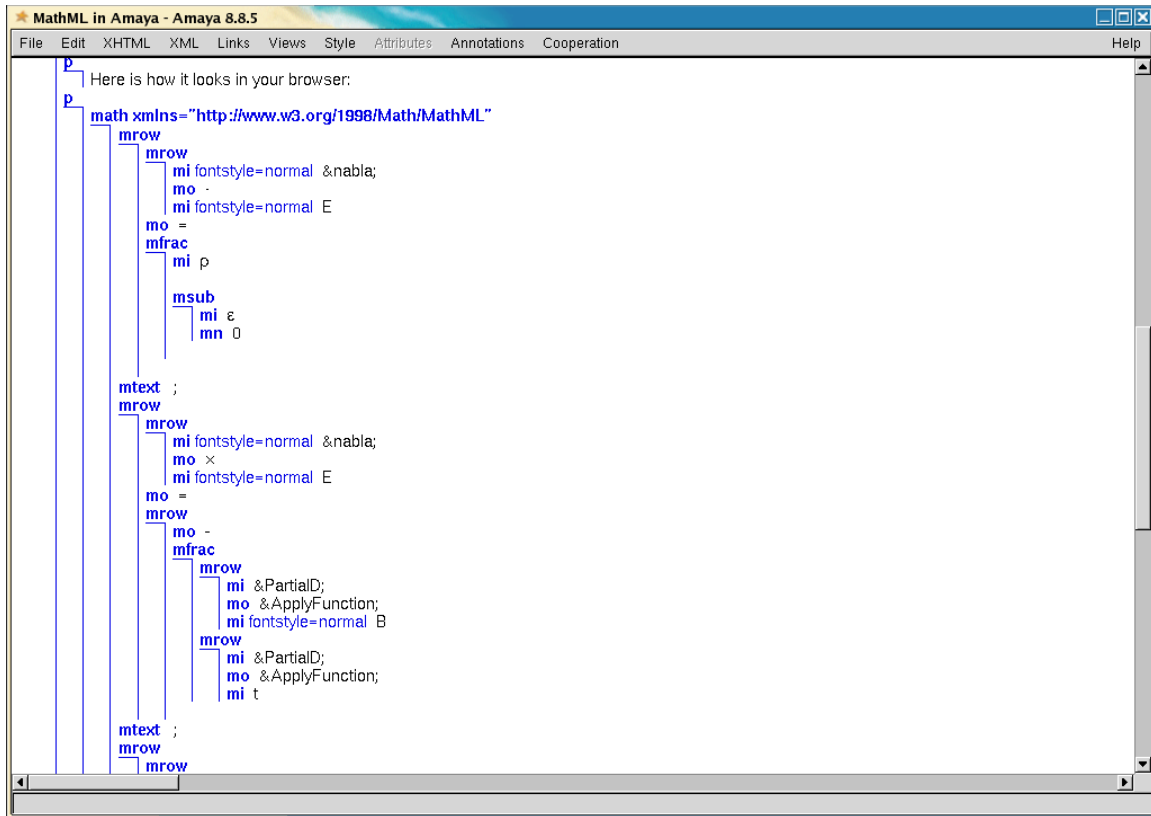 MathML in Amaya - Amaya 8.8.5
File Edit XHTML XML Links Views Style Attributes Annotations Cooperation Help
p
Here is how it looks in your browser:
p
math xmlns="http://www.w3.org/1998/Math/MathML"
mrow
mrow
mi fontstyle=normal &nabla;
mo ·
mi fontstyle=normal E
mo =
mfrac
mi ρ
msub
mi ε
mn 0
mtext ;
mrow
mrow
mi fontstyle=normal &nabla;
mo ×
mi fontstyle=normal E
mo =
mrow
mo -
mfrac
mrow
mi &PartialD;
mo &ApplyFunction;
mi fontstyle=normal B
mrow
mi &PartialD;
mo &ApplyFunction;
mi t
mtext ;
mrow
mrow